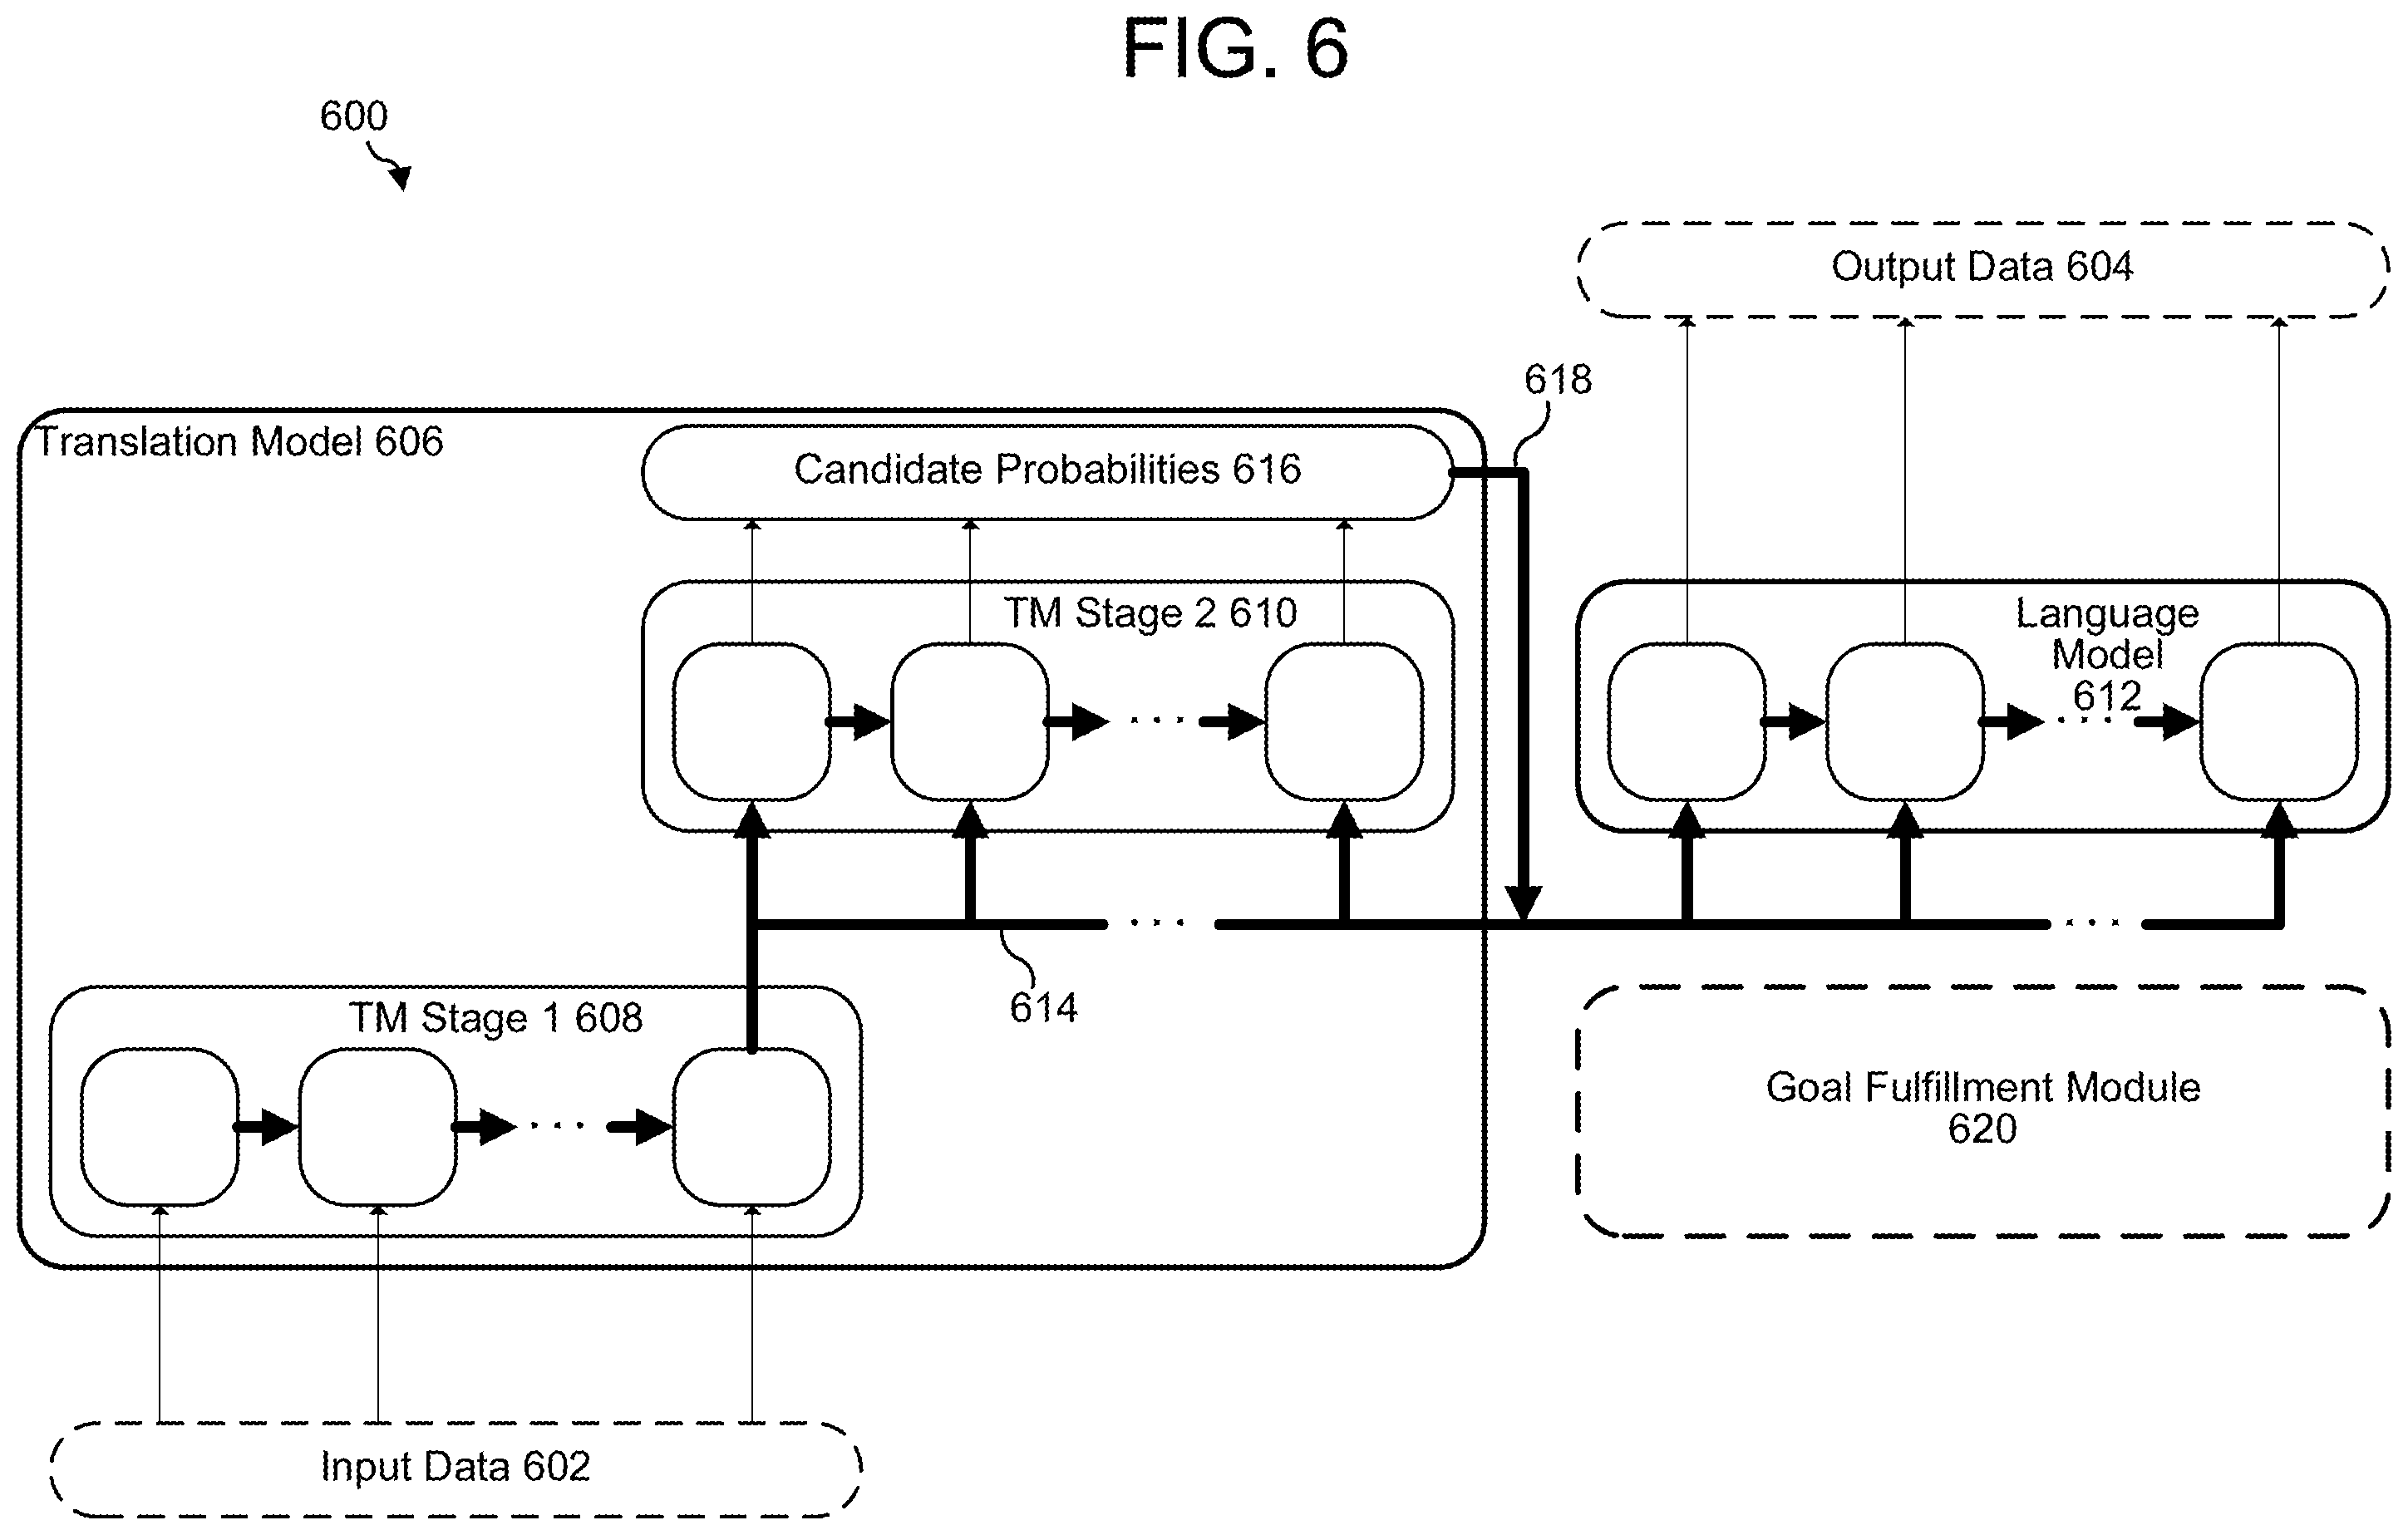 FIG. 6
600
Output Data 604
618
Translation Model 606
Candidate Probabilities 616
TM Stage 2 610
Language
Model
612
. . .
. . .
. . .
. . .
614
TM Stage 1 608
. . .
Goal Fulfillment Module
620
Input Data 602